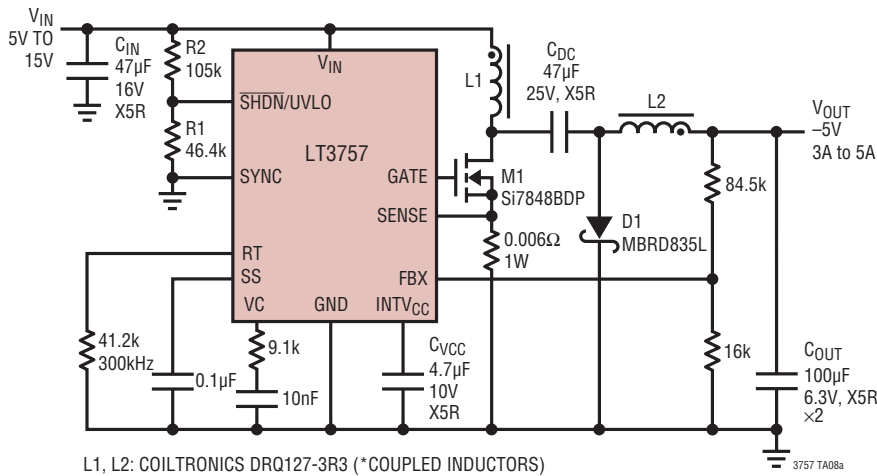 VIN
5V TO
15V
CIN
47µF
16V
X5R
R2
105k
R1
46.4k
VIN
SHDN/UVLO
LT3757
SYNC
GATE
SENSE
RT
SS
FBX
VC
GND
INTVCC
L1
CDC
47µF
25V, X5R
L2
VOUT
–5V
3A to 5A
M1
Si7848BDP
84.5k
D1
MBRD835L
0.006Ω
1W
41.2k
300kHz
0.1µF
9.1k
10nF
CVCC
4.7µF
10V
X5R
16k
COUT
100µF
6.3V, X5R
×2
L1, L2: COILTRONICS DRQ127-3R3 (*COUPLED INDUCTORS)
3757 TA08a